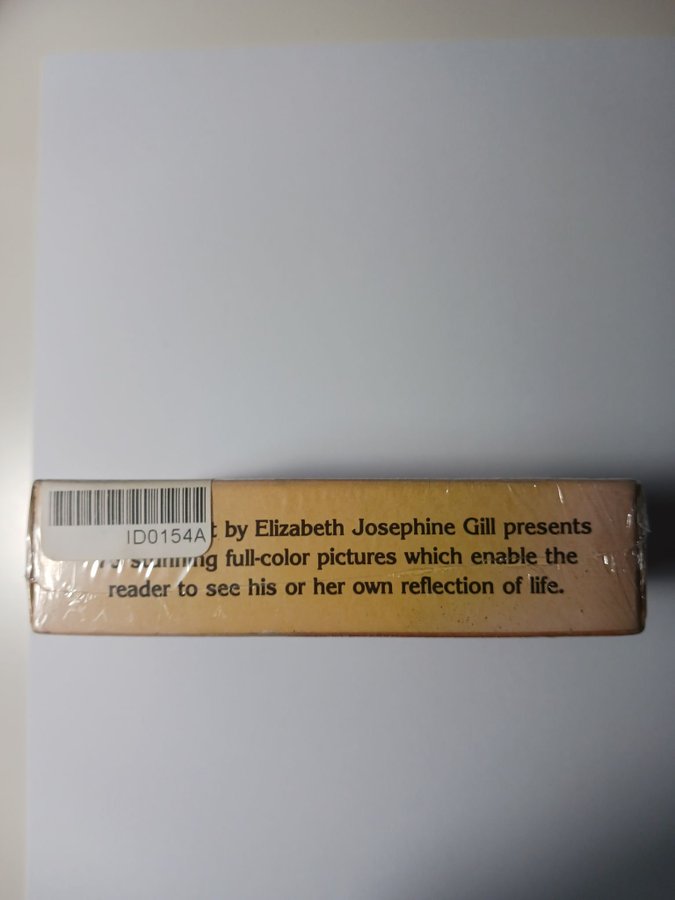 ID0154A
by Elizabeth Josephine Gill presents
stunning full-color pictures which enable the
reader to see his or her own reflection of life.